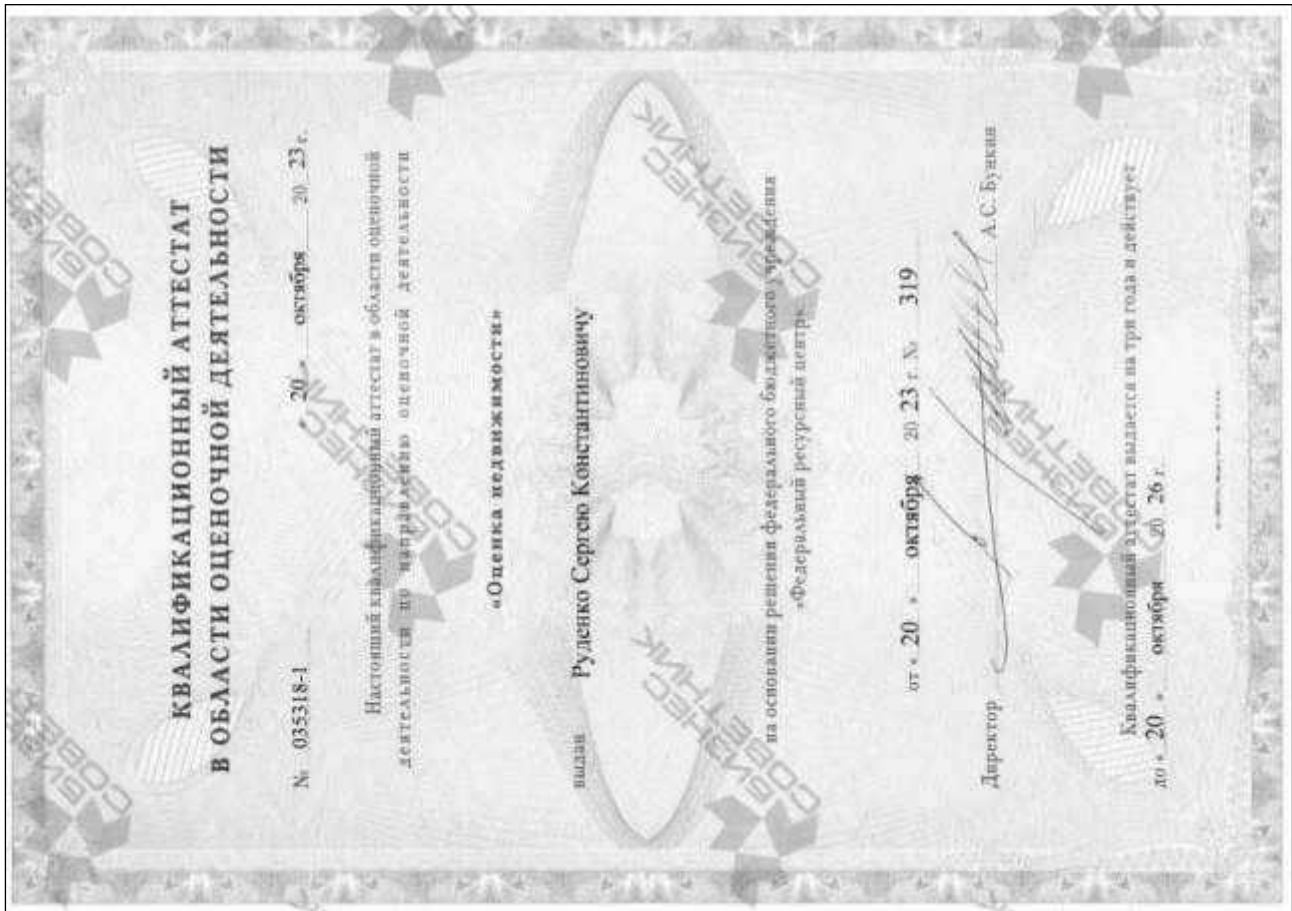 КВАЛИФИКАЦИОННЫЙ АТТЕСТАТ
В ОБЛАСТИ ОЦЕНОЧНОЙ ДЕЯТЕЛЬНОСТИ
№ 035318-1 « 20 » октября 20 23 г.
Настоящий квалификационный аттестат в области оценочной
деятельности по направлению оценочной деятельности
«Оценка недвижимости»
выдан Руденко Сергею Константиновичу
на основании решения федерального бюджетного учреждения
«Федеральный ресурсный центр»
от « 20 » октября 20 23 г. № 319
Директор А.С. Бункин
Квалификационный аттестат выдается на три года и действует
до « 20 » октября 20 26 г.
БИЗНЕС
СОВЕТНИК